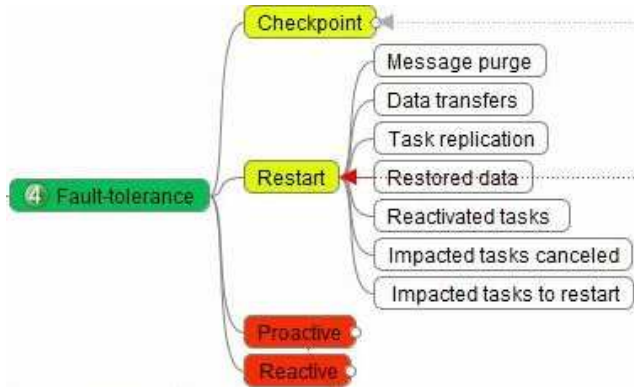 Checkpoint
Message purge
Data transfers
Task replication
Restart
Restored data
4 Fault-tolerance
Reactivated tasks
Impacted tasks canceled
Impacted tasks to restart
Proactive
Reactive